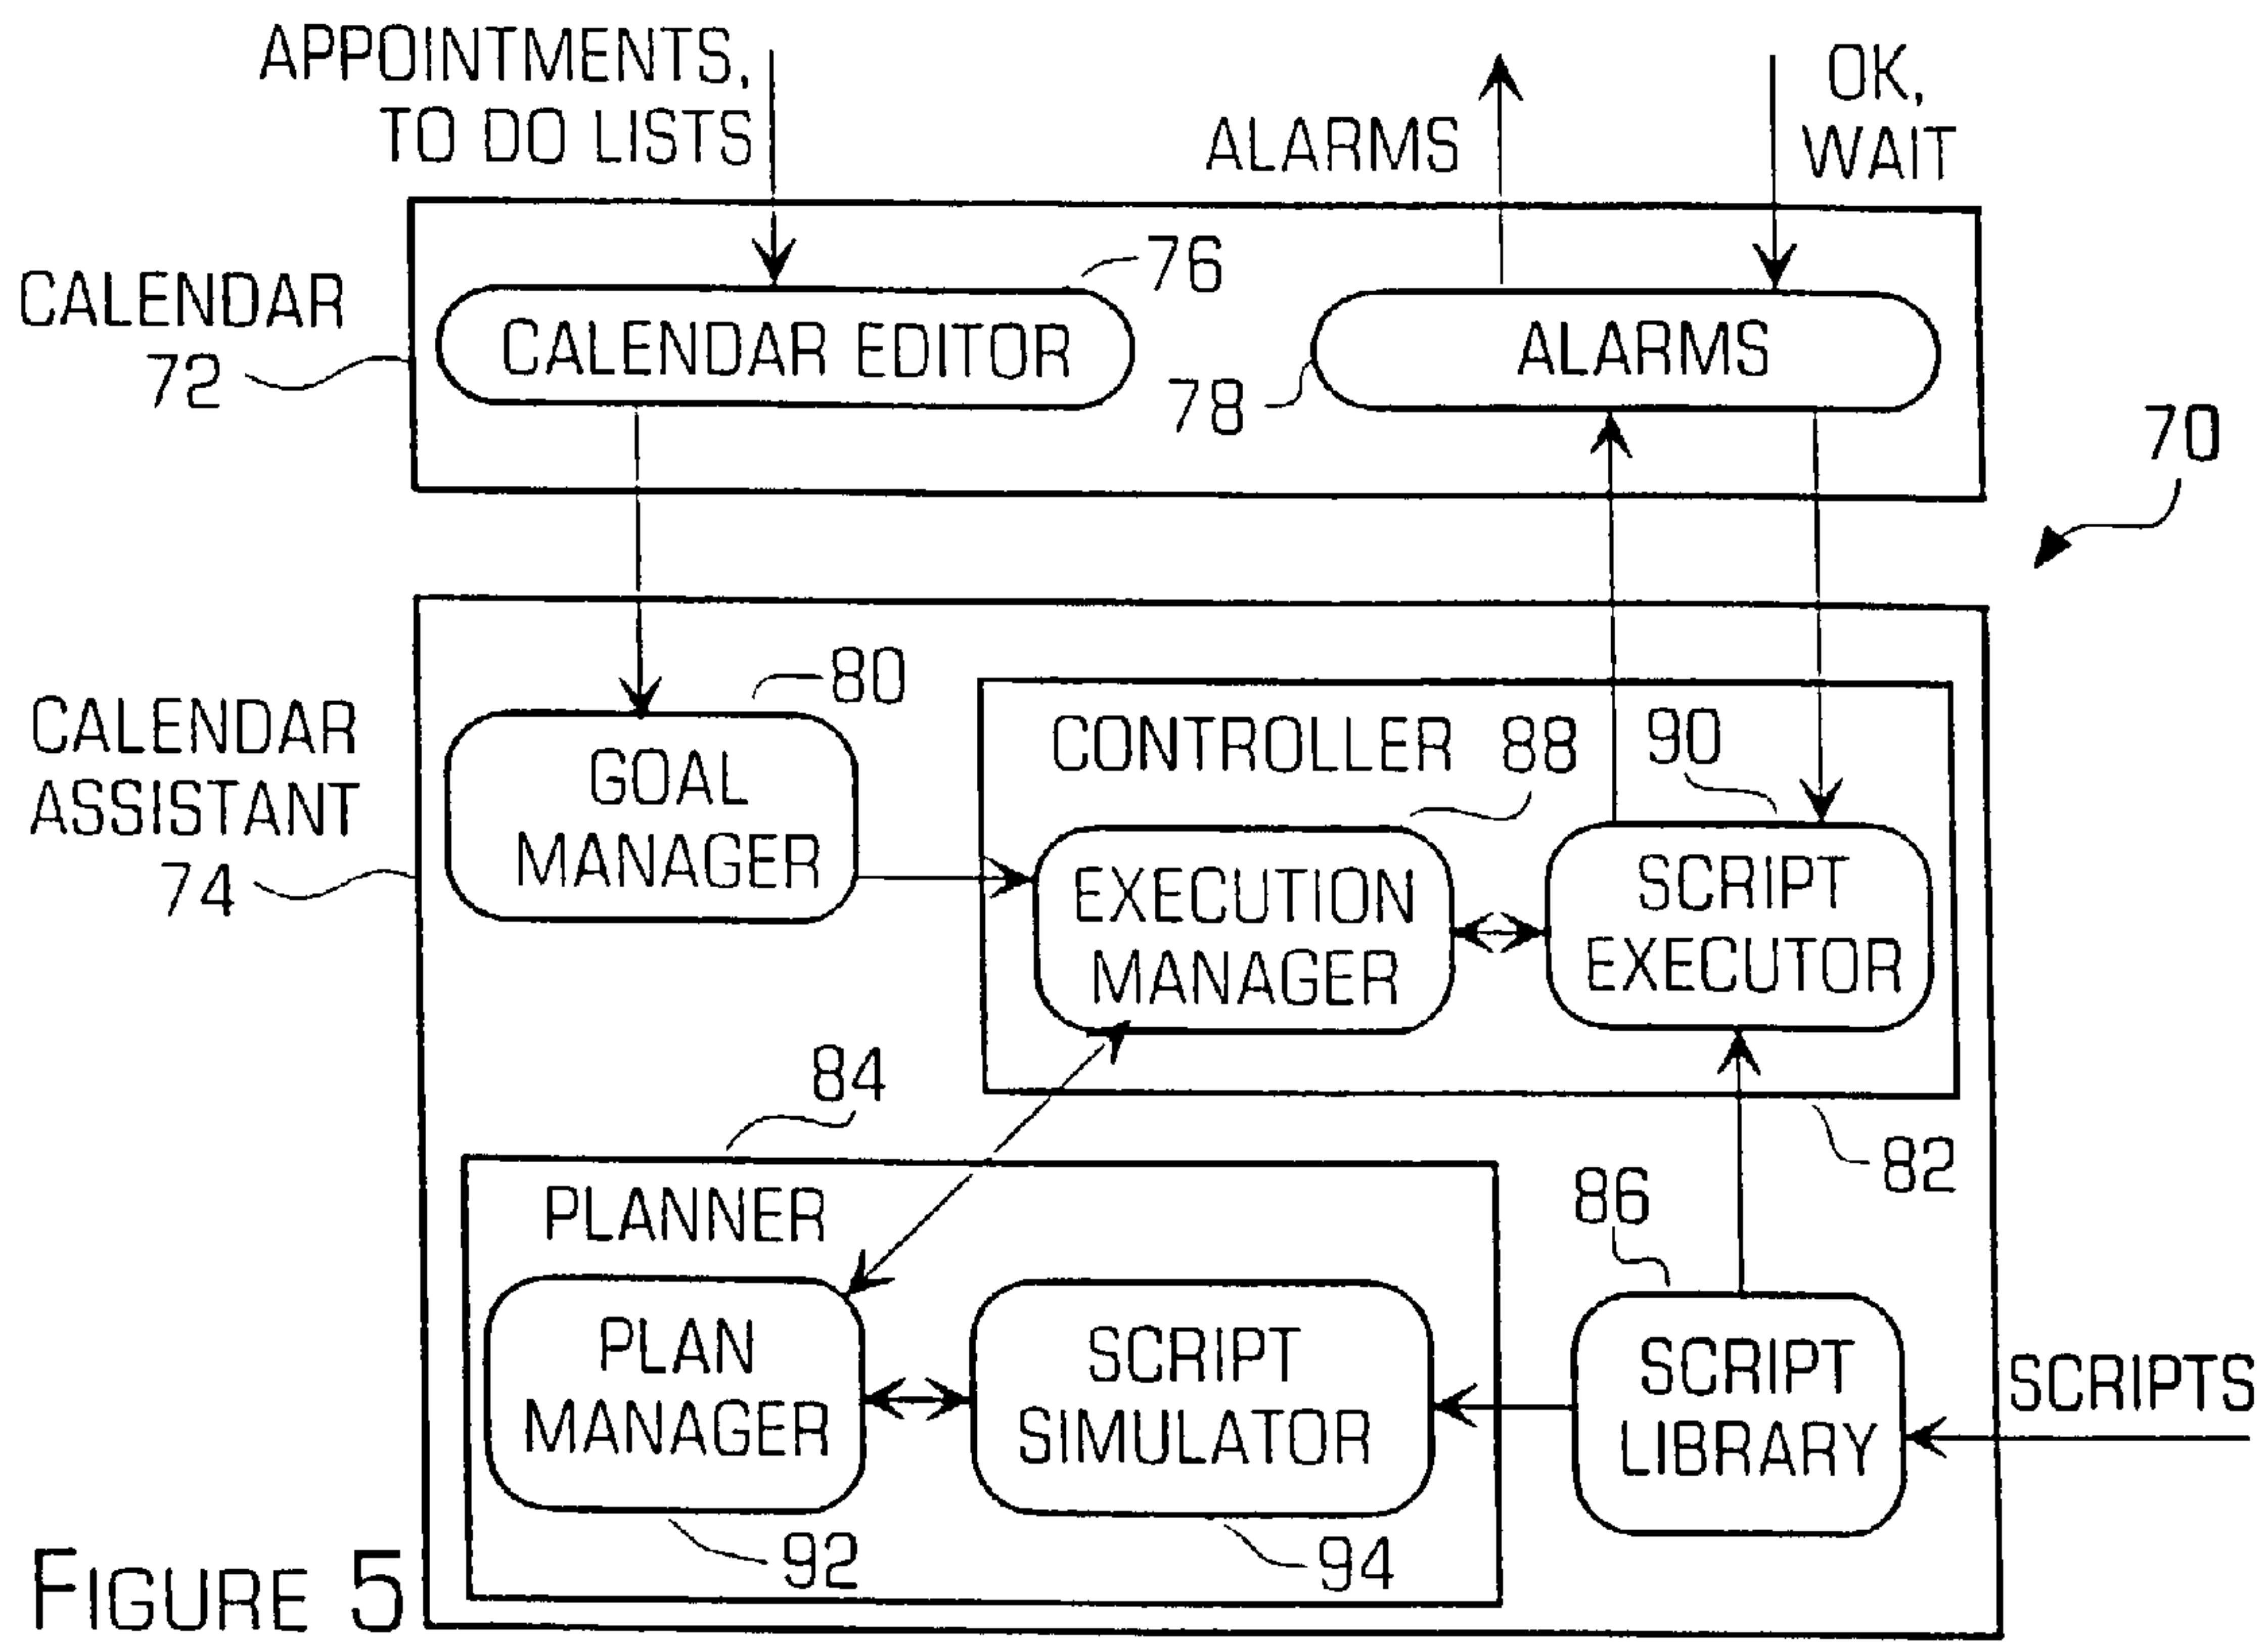 APPOINTMENTS,
TO DO LISTS
ALARMS
OK,
WAIT
CALENDAR
72
CALENDAR EDITOR
76
ALARMS
78
70
CALENDAR
ASSISTANT
74
GOAL
MANAGER
80
CONTROLLER
88
90
EXECUTION
MANAGER
SCRIPT
EXECUTOR
84
82
86
PLANNER
PLAN
MANAGER
SCRIPT
SIMULATOR
SCRIPT
LIBRARY
SCRIPTS
92
94
FIGURE 5